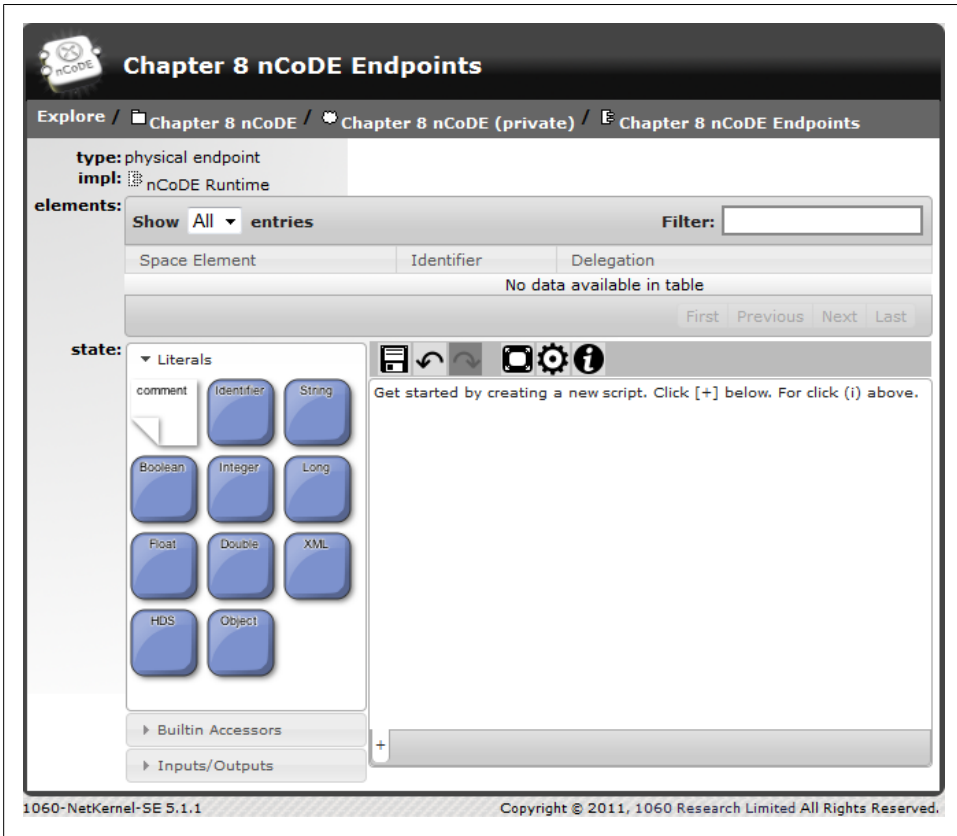 nCoDE
Chapter 8 nCoDE Endpoints
Explore / Chapter 8 nCoDE / Chapter 8 nCoDE (private) / Chapter 8 nCoDE Endpoints
type: physical endpoint
impl: nCoDE Runtime
elements:
Show All entries Filter:
Space Element Identifier Delegation
No data available in table
First Previous Next Last
state:
Literals
comment Identifier String
Boolean Integer Long
Float Double XML
HDS Object
Builtin Accessors
Inputs/Outputs
Get started by creating a new script. Click [+] below. For click (i) above.
+
1060-NetKernel-SE 5.1.1 Copyright © 2011, 1060 Research Limited All Rights Reserved.